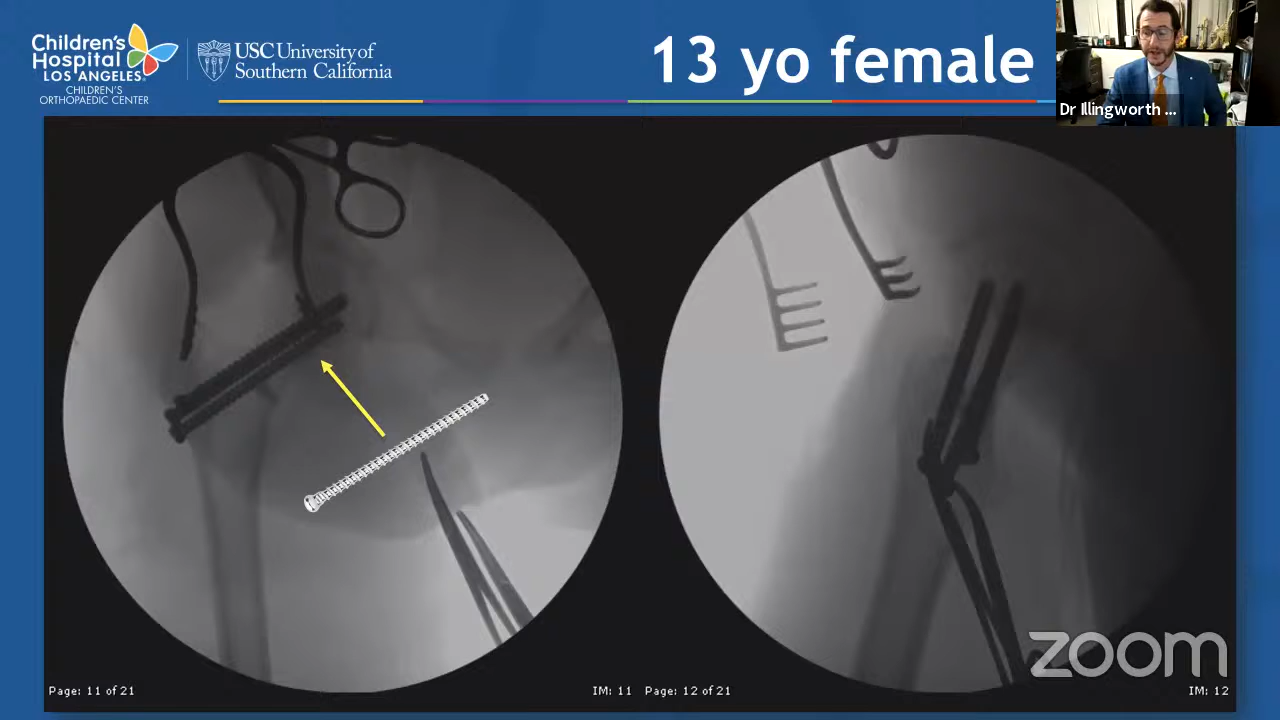 Children's
Hospital
LOS ANGELES
CHILDREN'S
ORTHOPAEDIC CENTER
USC University of
Southern California
13 yo female
Dr Illingworth ...
Page: 11 of 21
IM: 11
Page: 12 of 21
IM: 12
zoom